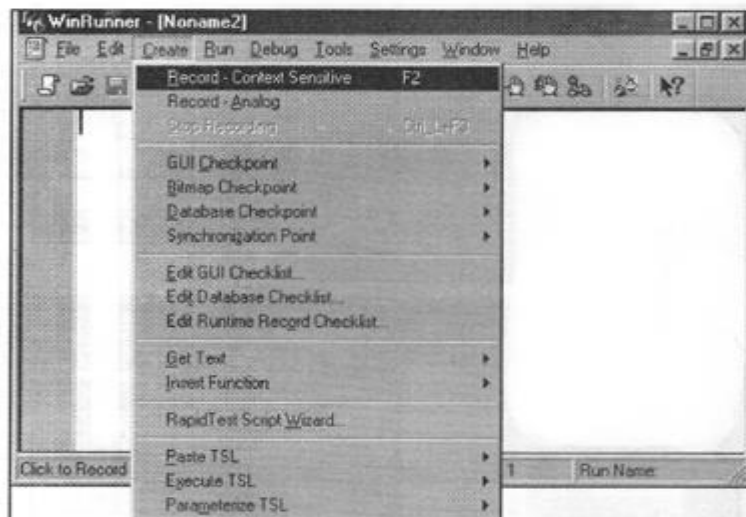 WinRunner - [Noname2]
File Edit Create Run Debug Tools Settings Window Help
Record - Context Sensitive F2
Record - Analog
Stop Recording
GUI Checkpoint
Bitmap Checkpoint
Database Checkpoint
Synchronization Point
Edit GUI Checklist...
Edit Database Checklist...
Edit Runtime Record Checklist...
Get Text
Insert Function
RapidTest Script Wizard...
Paste TSL
Click to Record 1 Run Name:
Execute TSL
Parameterize TSL